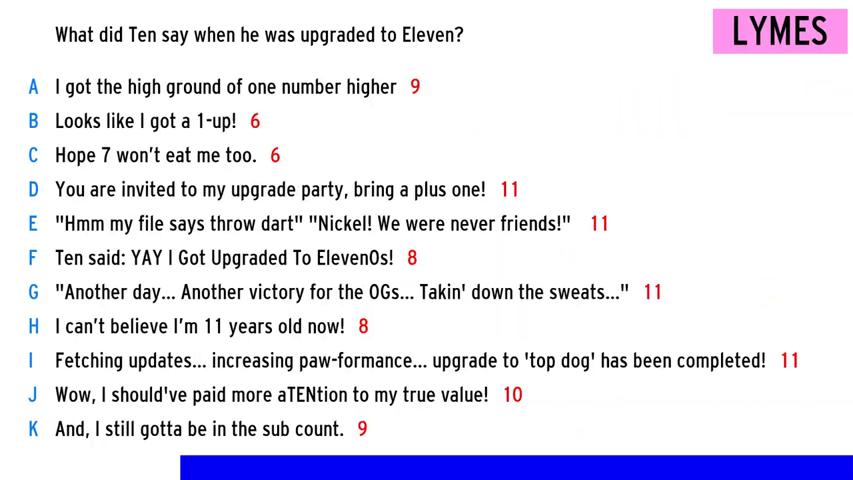 What did Ten say when he was upgraded to Eleven?
LYMES
A I got the high ground of one number higher 9
B Looks like I got a 1-up! 6
C Hope 7 won't eat me too. 6
D You are invited to my upgrade party, bring a plus one! 11
E "Hmm my file says throw dart" "Nickel! We were never friends!" 11
F Ten said: YAY I Got Upgraded To ElevenOs! 8
G "Another day... Another victory for the OGs... Takin' down the sweats..." 11
H I can't believe I'm 11 years old now! 8
I Fetching updates... increasing paw-formance... upgrade to 'top dog' has been completed! 11
J Wow, I should've paid more aTENtion to my true value! 10
K And, I still gotta be in the sub count. 9